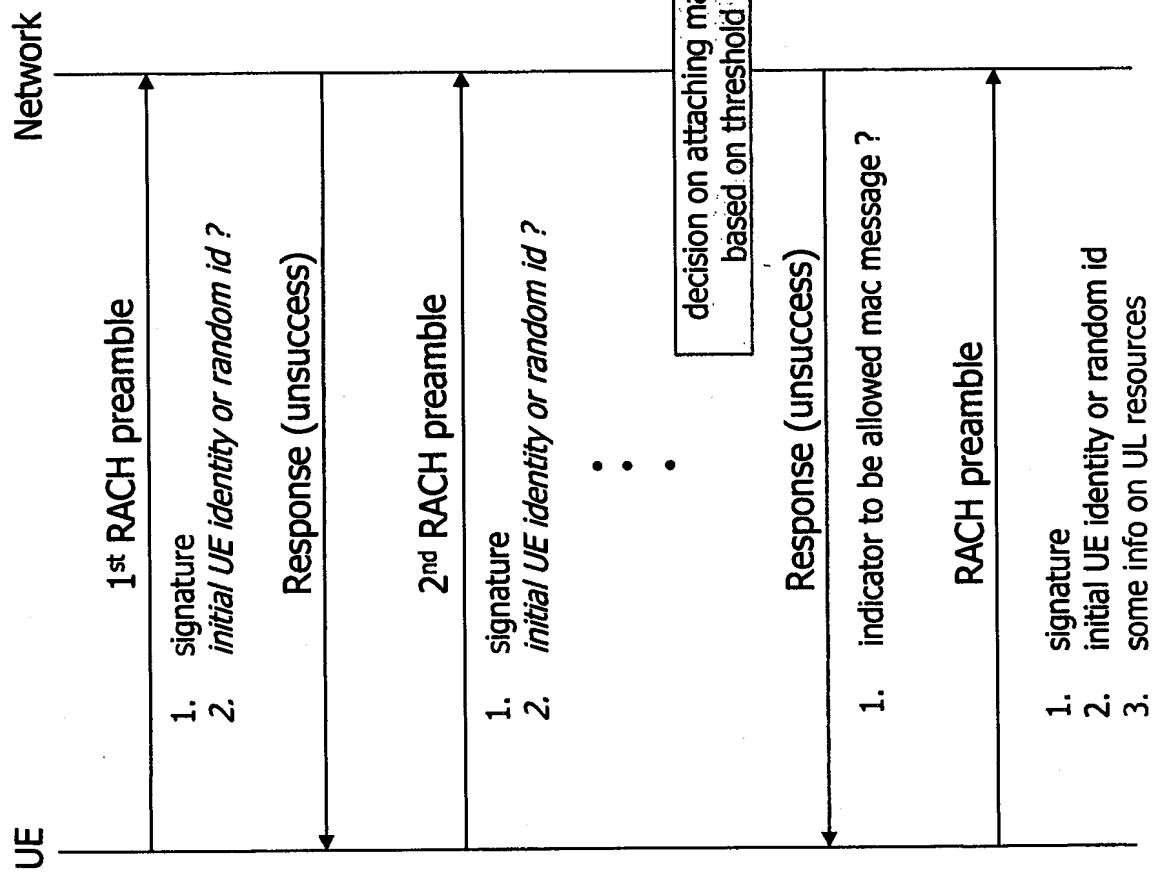 UE
Network
1st RACH preamble
1. signature
2. initial UE identity or random id ?
Response (unsuccess)
2nd RACH preamble
1. signature
2. initial UE identity or random id ?
decision on attaching
based on threshold
Response (unsuccess)
1. indicator to be allowed mac message ?
RACH preamble
1. signature
2. initial UE identity or random id
3. some info on UL resources